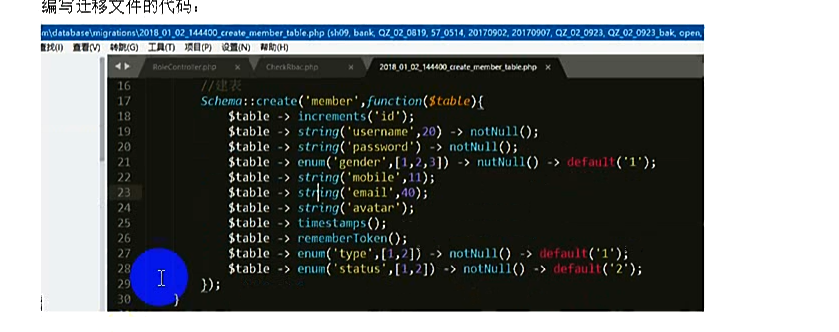 编写迁移文件的代码：
m\database\migrations\2018_01_02_144400_create_member_table.php (sh09, bank, QZ_02_0819, 57_0514, 20170902, 20170907, QZ_02_0923, QZ_02_0923_bak, open,
查找(I) 查看(V) 转跳(G) 工具(T) 项目(P) 设置(N) 帮助(H)
RoleController.php × CheckRbac.php × 2018_01_02_144400_create_member_table.php ×
16 //建表
17 Schema::create('member',function($table){
18 $table -> increments('id');
19 $table -> string('username',20) -> notNull();
20 $table -> string('password') -> notNull();
21 $table -> enum('gender',[1,2,3]) -> nutNull() -> default('1');
22 $table -> string('mobile',11);
23 $table -> string('email',40);
24 $table -> string('avatar');
25 $table -> timestamps();
26 $table -> rememberToken();
27 $table -> enum('type',[1,2]) -> notNull() -> default('1');
28 $table -> enum('status',[1,2]) -> notNull() -> default('2');
29 });
30 }